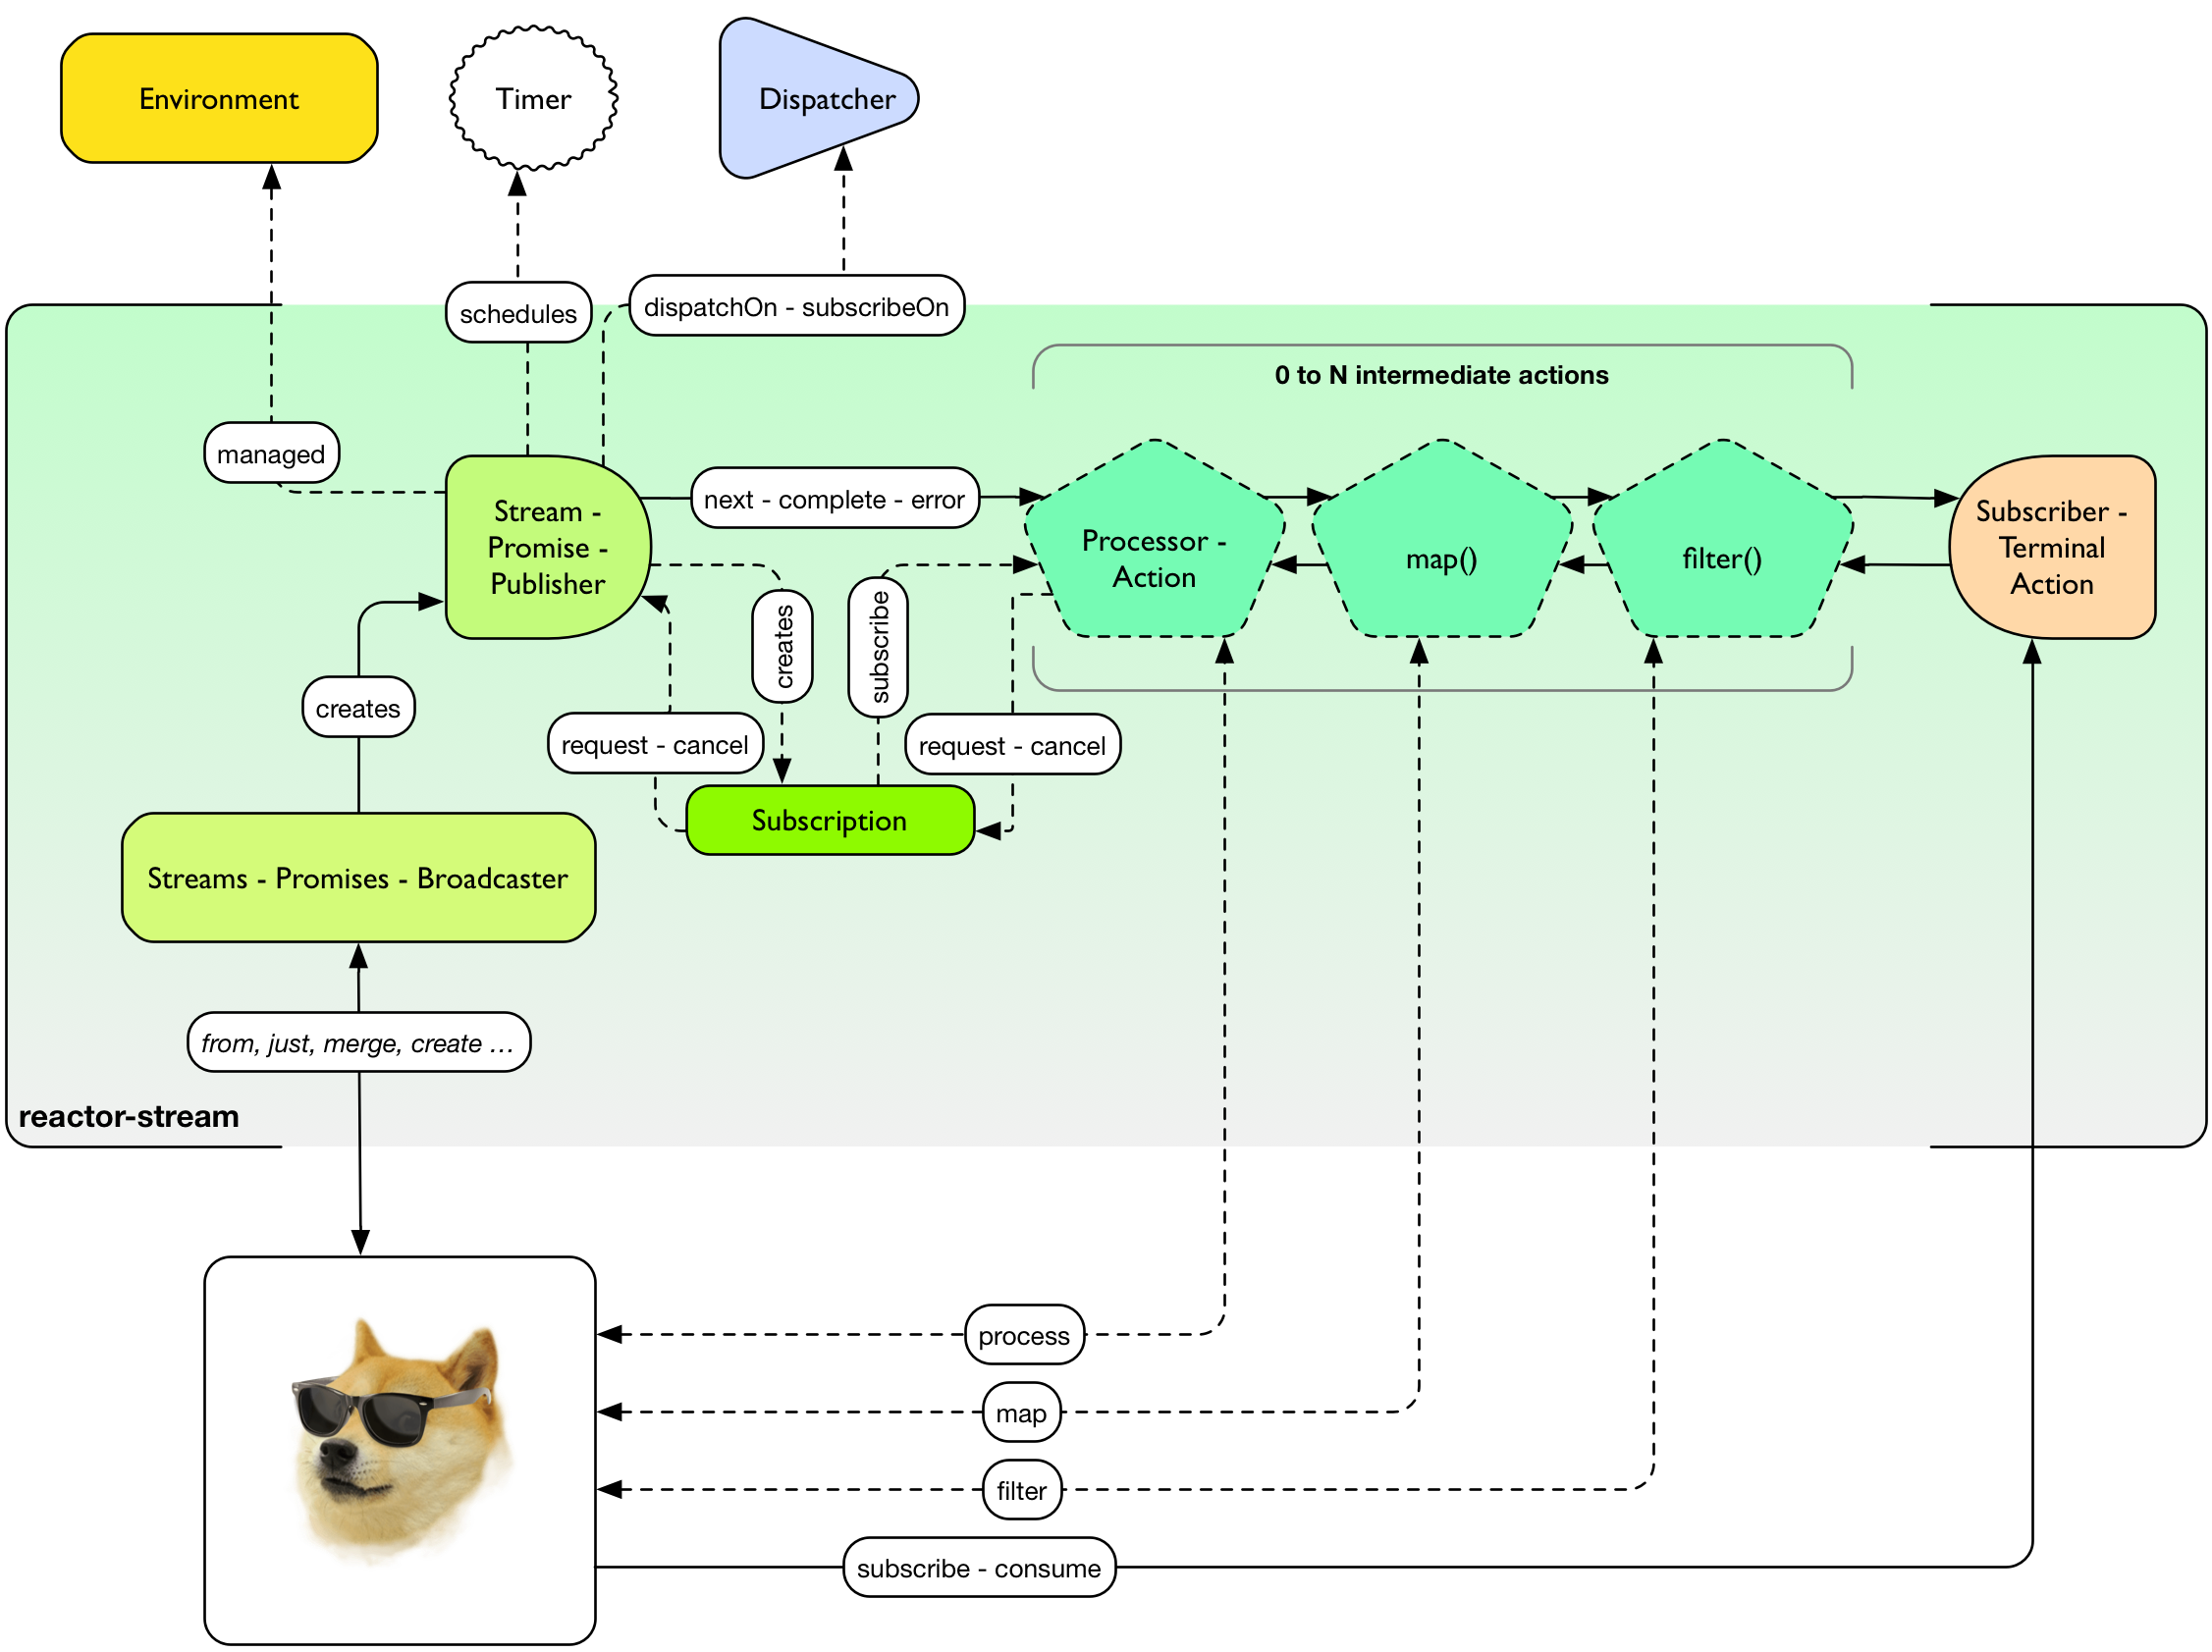 Environment
Timer
Dispatcher
schedules
dispatchOn - subscribeOn
0 to N intermediate actions
managed
next - complete - error
Stream -
Promise -
Publisher
Processor -
Action
map()
filter()
Subscriber -
Terminal
Action
creates
subscribe
creates
request - cancel
request - cancel
Subscription
Streams - Promises - Broadcaster
from, just, merge, create …
reactor-stream
process
map
filter
subscribe - consume